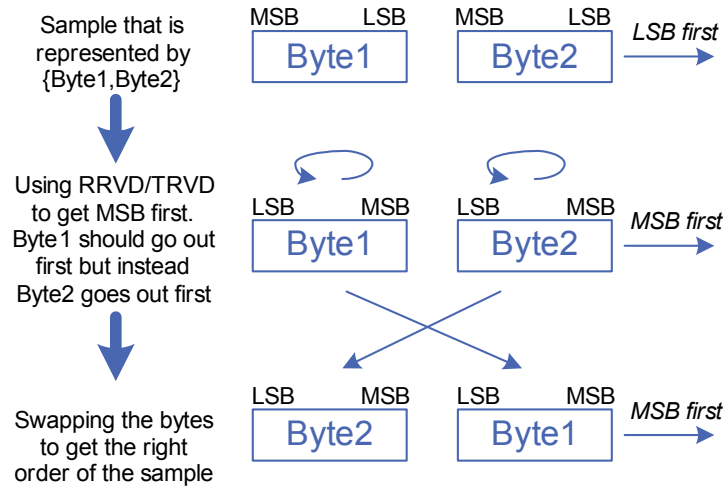 Sample that is
represented by
{Byte1,Byte2}
MSB LSB MSB LSB
Byte1 Byte2
LSB first
Using RRVD/TRVD
to get MSB first.
Byte1 should go out
first but instead
Byte2 goes out first
LSB MSB LSB MSB
Byte1 Byte2
MSB first
Swapping the bytes
to get the right
order of the sample
LSB MSB LSB MSB
Byte2 Byte1
MSB first